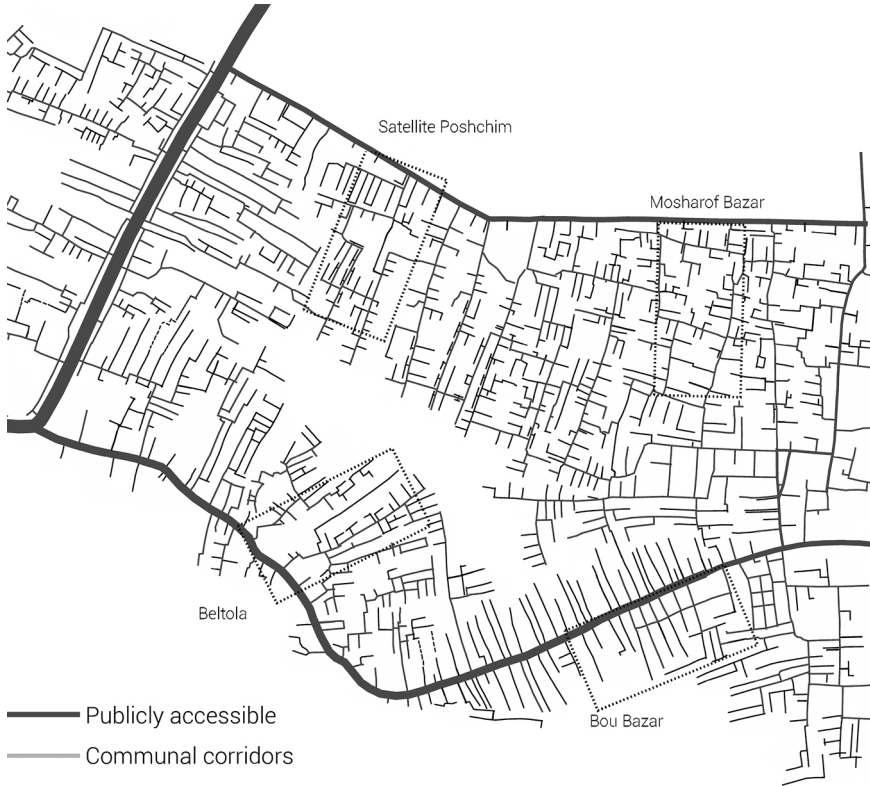 Satellite Poshchim
Mosharof Bazar
Beltola
Bou Bazar
Publicly accessible
Communal corridors